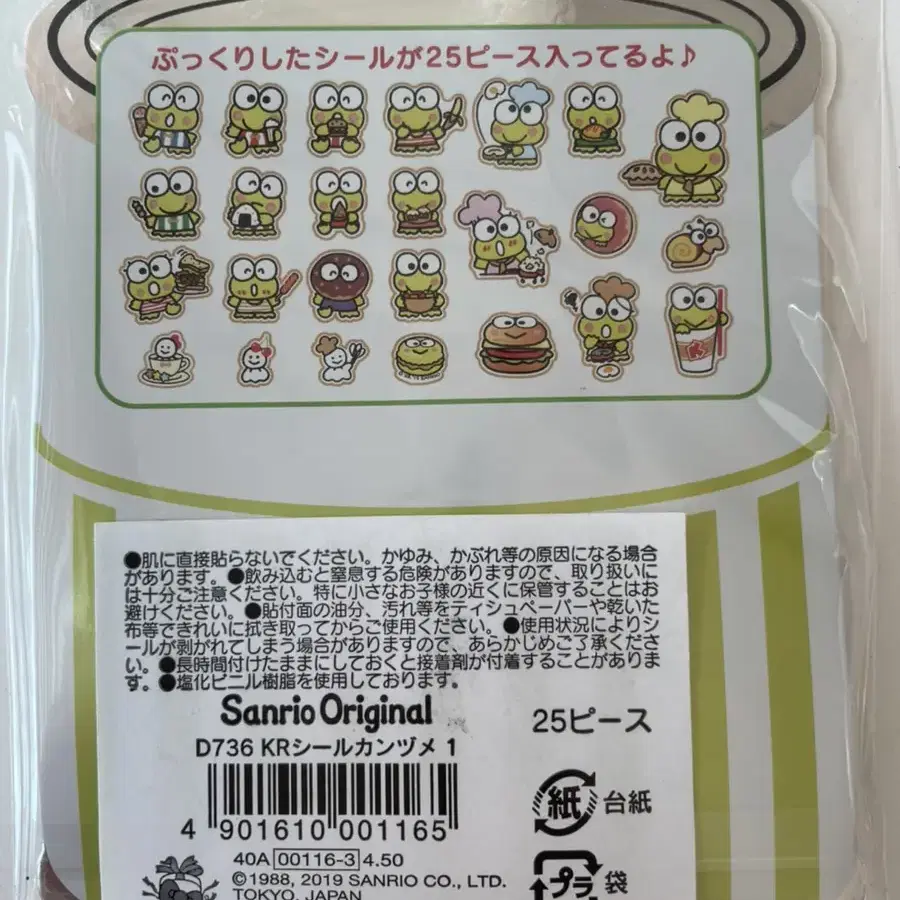 ぷっくりしたシールが25ピース入ってるよ♪
●肌に直接貼らないでください。かゆみ、かぶれ等の原因になる場合
があります。●飲み込むと窒息する危険がありますので、取り扱いに
は十分ご注意ください。特に小さなお子様の近くに保管することはお
避けください。●貼付面の油分、汚れ等をティシュペーパーや乾いた
布等できれいに拭き取ってからご使用ください。●使用状況によりシ
ールが剥がれてしまう場合がありますので、あらかじめご了承くださ
い。●長時間付けたままにしておくと接着剤が付着することがありま
す。●塩化ビニル樹脂を使用しております。
Sanrio Original
25ピース
D736 KRシールカンヅメ 1
4 901610 001165
紙 台紙
40A 00116-3 4.50
プラ 袋
©1988, 2019 SANRIO CO., LTD.
TOKYO, JAPAN